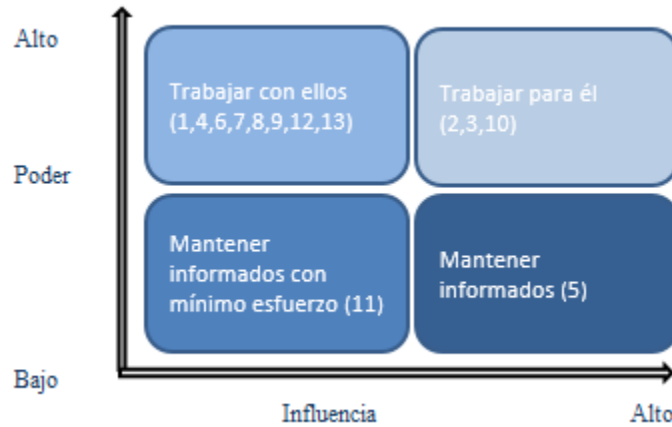 Alto
Trabajar con ellos
(1,4,6,7,8,9,12,13)
Trabajar para él
(2,3,10)
Poder
Mantener
informados con
mínimo esfuerzo (11)
Mantener
informados (5)
Bajo
Influencia
Alto